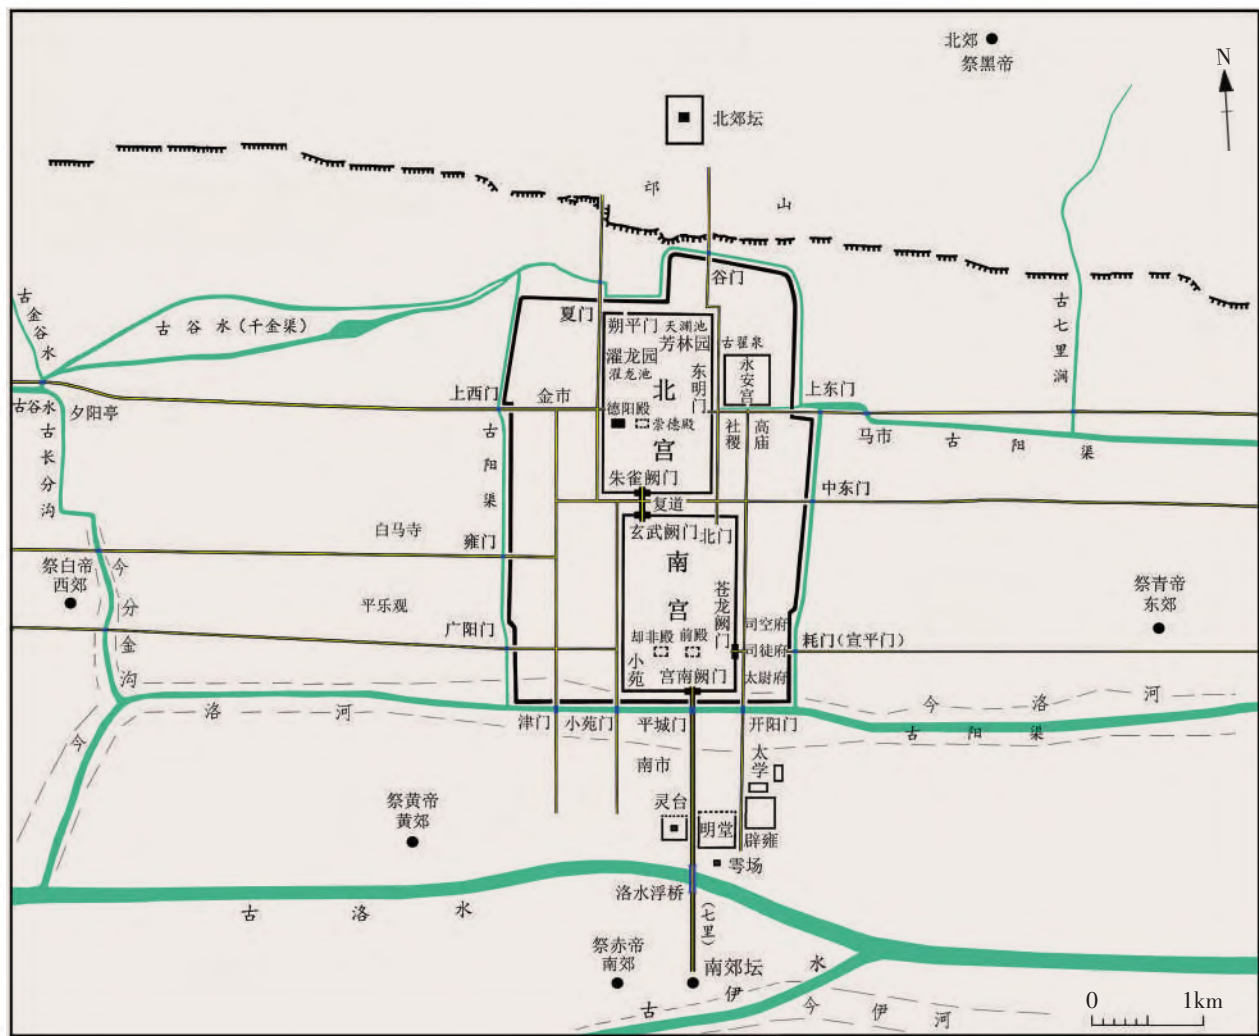 北郊
祭黑帝
N
北郊坛
邙山
谷门
古金谷水
古谷水(千金渠)
夏门
朔平门
天渊池
芳林园
濯龙园
濯龙池
古翟泉
永安宫
东明门
古七里涧
上西门
金市
上东门
古谷水
夕阳亭
德阳殿
崇德殿
北宫
社稷
高庙
马市
古阳渠
古长分沟
古阳渠
朱雀阙门
复道
中东门
白马寺
雍门
玄武阙门
北门
南宫
祭白帝
西郊
今分金沟
平乐观
苍龙阙门
祭青帝
东郊
广阳门
却非殿
前殿
司空府
司徒府
太尉府
耗门(宣平门)
小苑
宫南阙门
洛河
今洛河
今
津门
小苑门
平城门
开阳门
古阳渠
南市
太学
祭黄帝
黄郊
灵台
明堂
辟雍
雩场
洛水浮桥
古洛水
(七里)
祭赤帝
南郊
南郊坛
古伊水
今伊河
0 1km